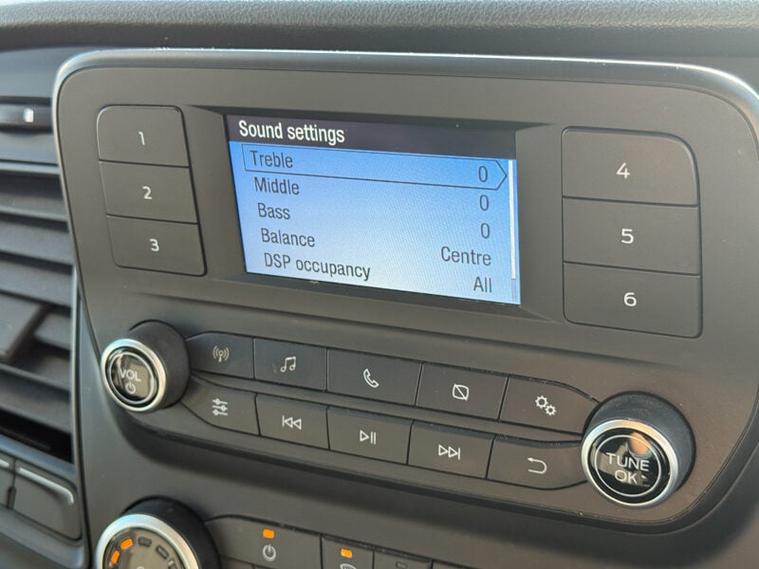 Sound settings
Treble 0
Middle 0
Bass 0
Balance Centre
DSP occupancy All
1
2
3
4
5
6
VOL
TUNE
OK